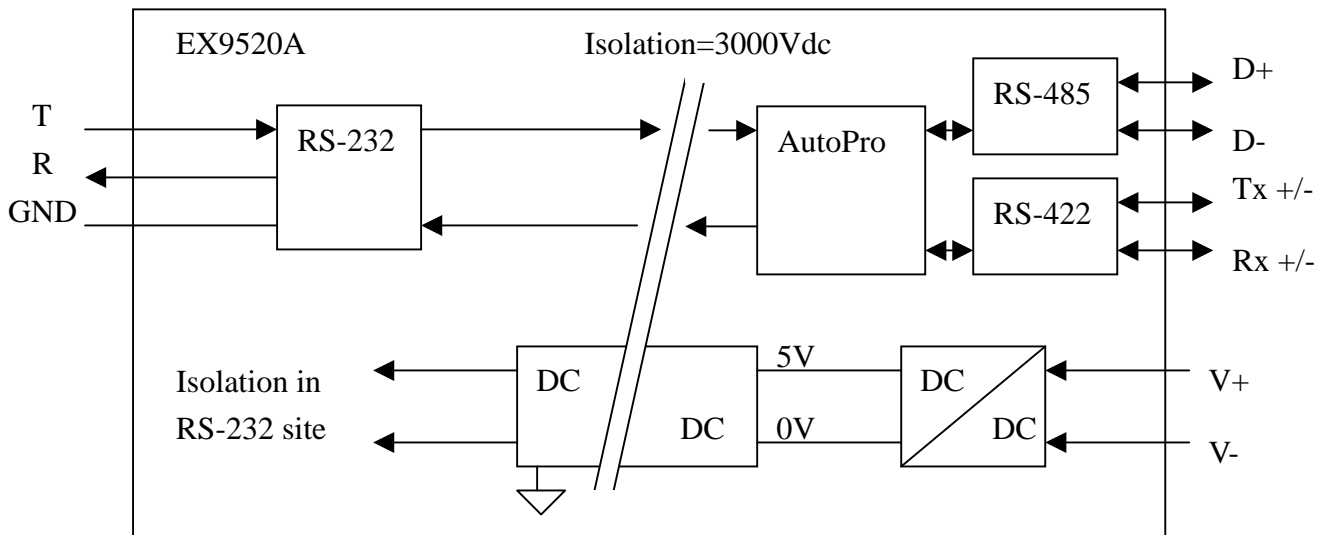 EX9520A
Isolation=3000Vdc
T
R
GND
RS-232
AutoPro
RS-485
RS-422
D+
D-
Tx +/-
Rx +/-
Isolation in
RS-232 site
DC
DC
5V
0V
DC
DC
V+
V-